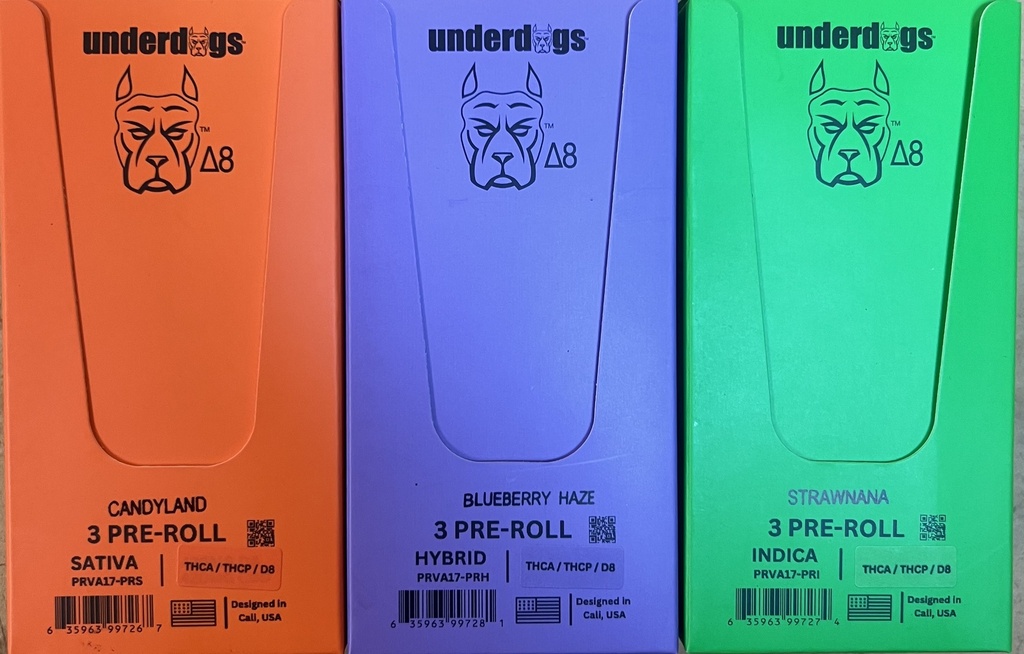 underdogs
TM
Δ8
CANDYLAND
3 PRE-ROLL
SATIVA
PRVA17-PRS
THCA / THCP / D8
6 35963 99726 7
Designed in
Cali, USA
underdogs
TM
Δ8
BLUEBERRY HAZE
3 PRE-ROLL
HYBRID
PRVA17-PRH
THCA / THCP / D8
6 35963 99728 1
Designed in
Cali, USA
underdogs
TM
Δ8
STRAWNANA
3 PRE-ROLL
INDICA
PRVA17-PRI
THCA / THCP / D8
6 35963 99727 4
Designed in
Cali, USA